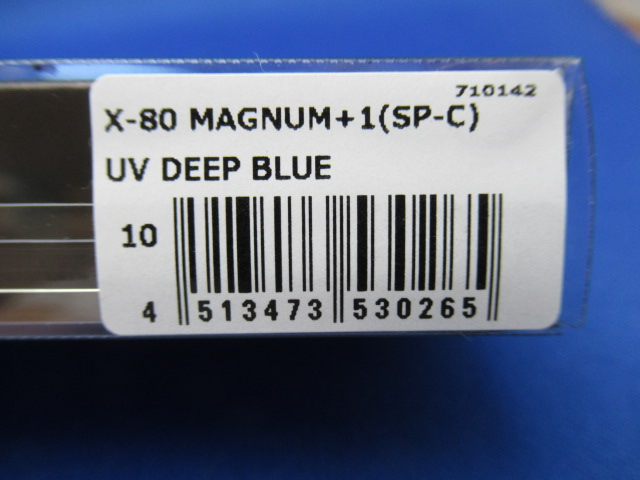 710142
X-80 MAGNUM+1(SP-C)
UV DEEP BLUE
10
4 513473 530265